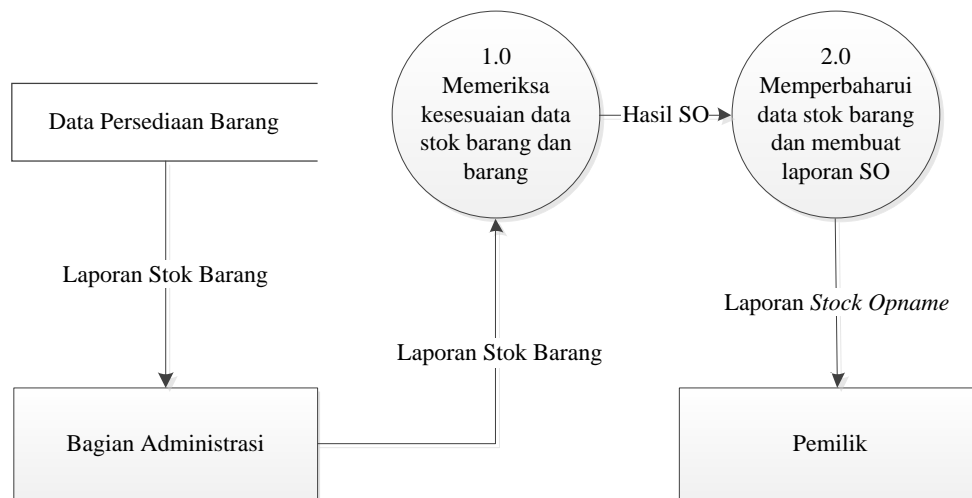 Data Persediaan Barang
Laporan Stok Barang
Bagian Administrasi
Laporan Stok Barang
1.0
Memeriksa
kesesuaian data
stok barang dan
barang
Hasil SO
2.0
Memperbaharui
data stok barang
dan membuat
laporan SO
Laporan Stock Opname
Pemilik